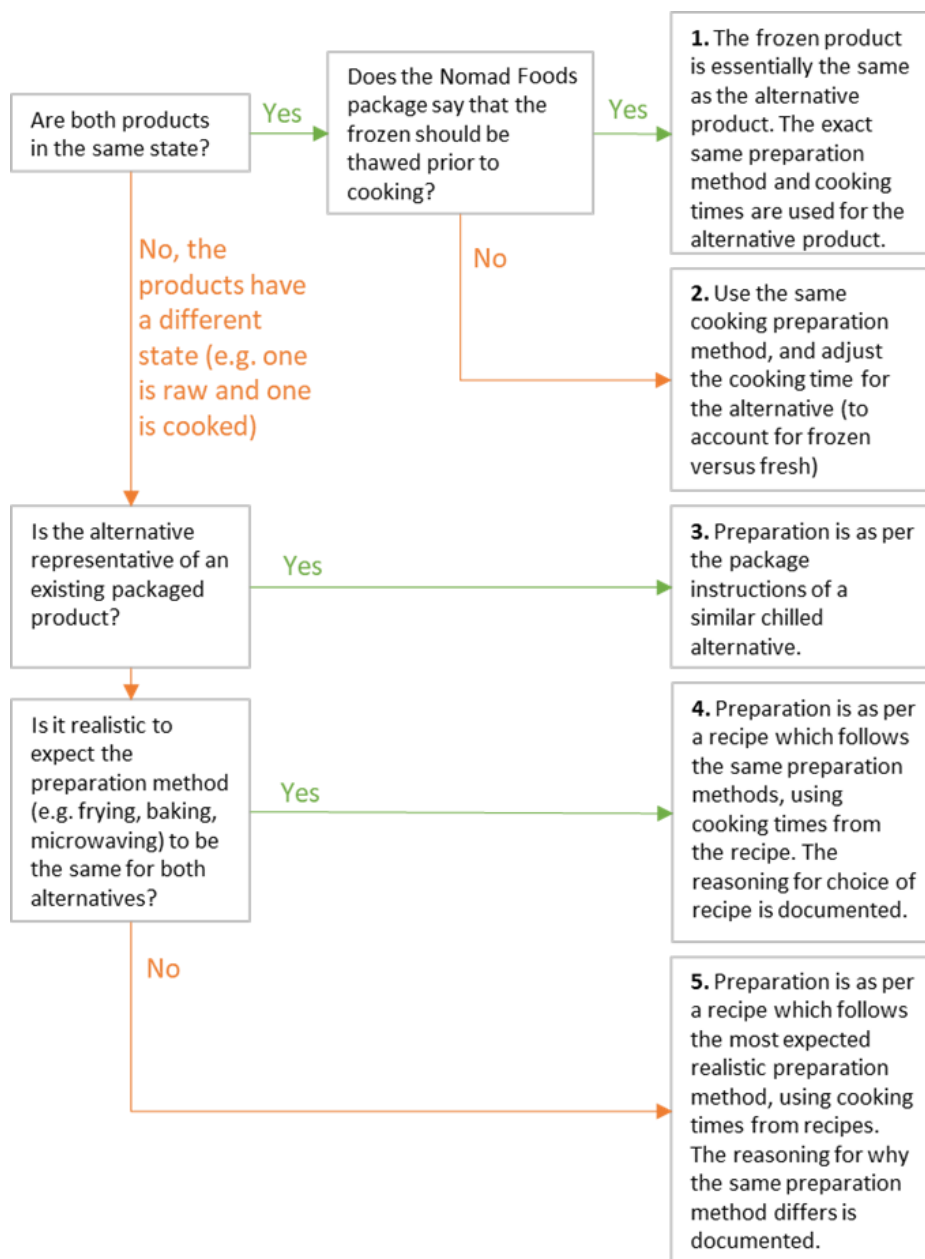 Are both products
in the same state?
Yes
Does the Nomad Foods
package say that the
frozen should be
thawed prior to
cooking?
Yes
1. The frozen product
is essentially the same
as the alternative
product. The exact
same preparation
method and cooking
times are used for the
alternative product.
No
2. Use the same
cooking preparation
method, and adjust
the cooking time for
the alternative (to
account for frozen
versus fresh)
No, the
products have
a different
state (e.g. one
is raw and one
is cooked)
Is the alternative
representative of an
existing packaged
product?
Yes
3. Preparation is as per
the package
instructions of a
similar chilled
alternative.
Is it realistic to
expect the
preparation method
(e.g. frying, baking,
microwaving) to be
the same for both
alternatives?
Yes
4. Preparation is as per
a recipe which follows
the same preparation
methods, using
cooking times from
the recipe. The
reasoning for choice of
recipe is documented.
No
5. Preparation is as per
a recipe which follows
the most expected
realistic preparation
method, using cooking
times from recipes.
The reasoning for why
the same preparation
method differs is
documented.